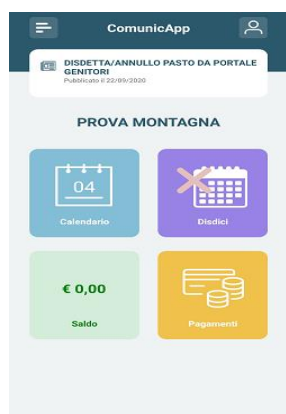 ComunicApp
DISDETTA/ANNULLO PASTO DA PORTALE
GENITORI
Pubblicato il 22/09/2020
PROVA MONTAGNA
04
Calendario
Disdici
€ 0,00
Saldo
Pagamenti